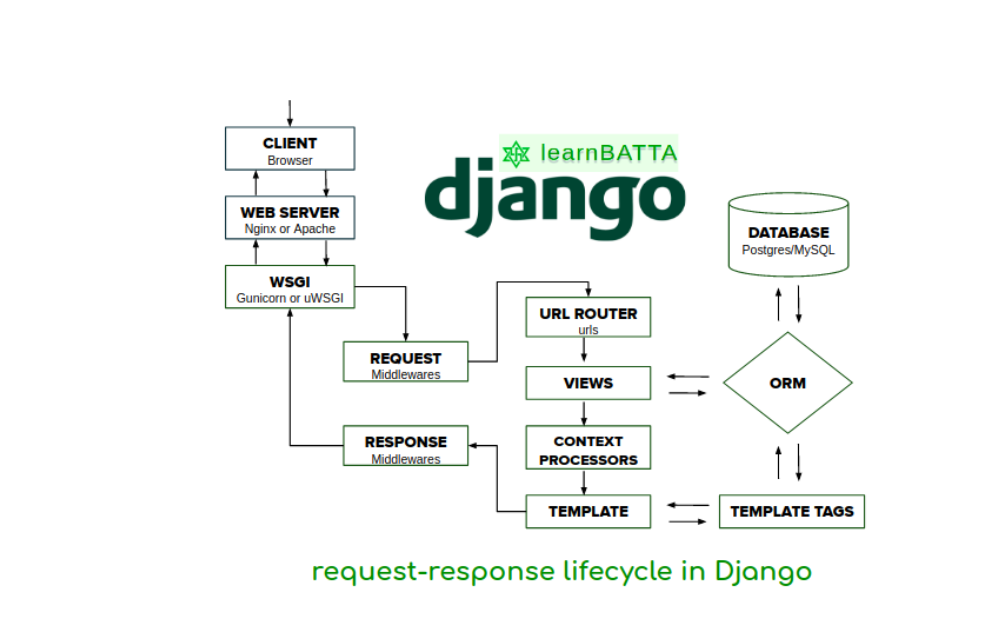 CLIENT
Browser
learnBATTA
django
WEB SERVER
Nginx or Apache
DATABASE
Postgres/MySQL
WSGI
Gunicorn or uWSGI
URL ROUTER
urls
REQUEST
Middlewares
VIEWS
ORM
RESPONSE
Middlewares
CONTEXT
PROCESSORS
TEMPLATE
TEMPLATE TAGS
request-response lifecycle in Django